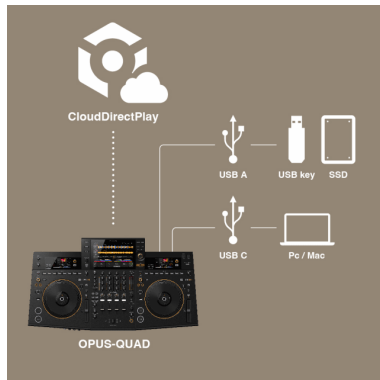 CloudDirectPlay
USB A
USB key
SSD
USB C
Pc / Mac
OPUS-QUAD